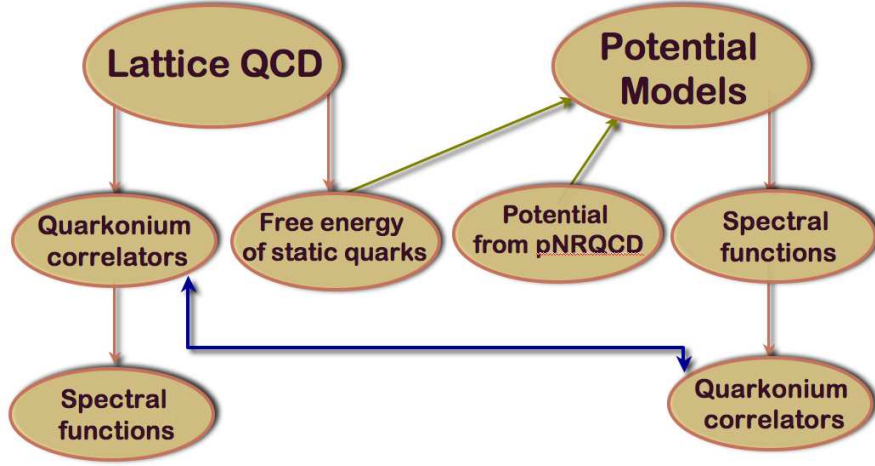 Lattice QCD
Potential
Models
Quarkonium
correlators
Free energy
of static quarks
Potential
from pNRQCD
Spectral
functions
Spectral
functions
Quarkonium
correlators